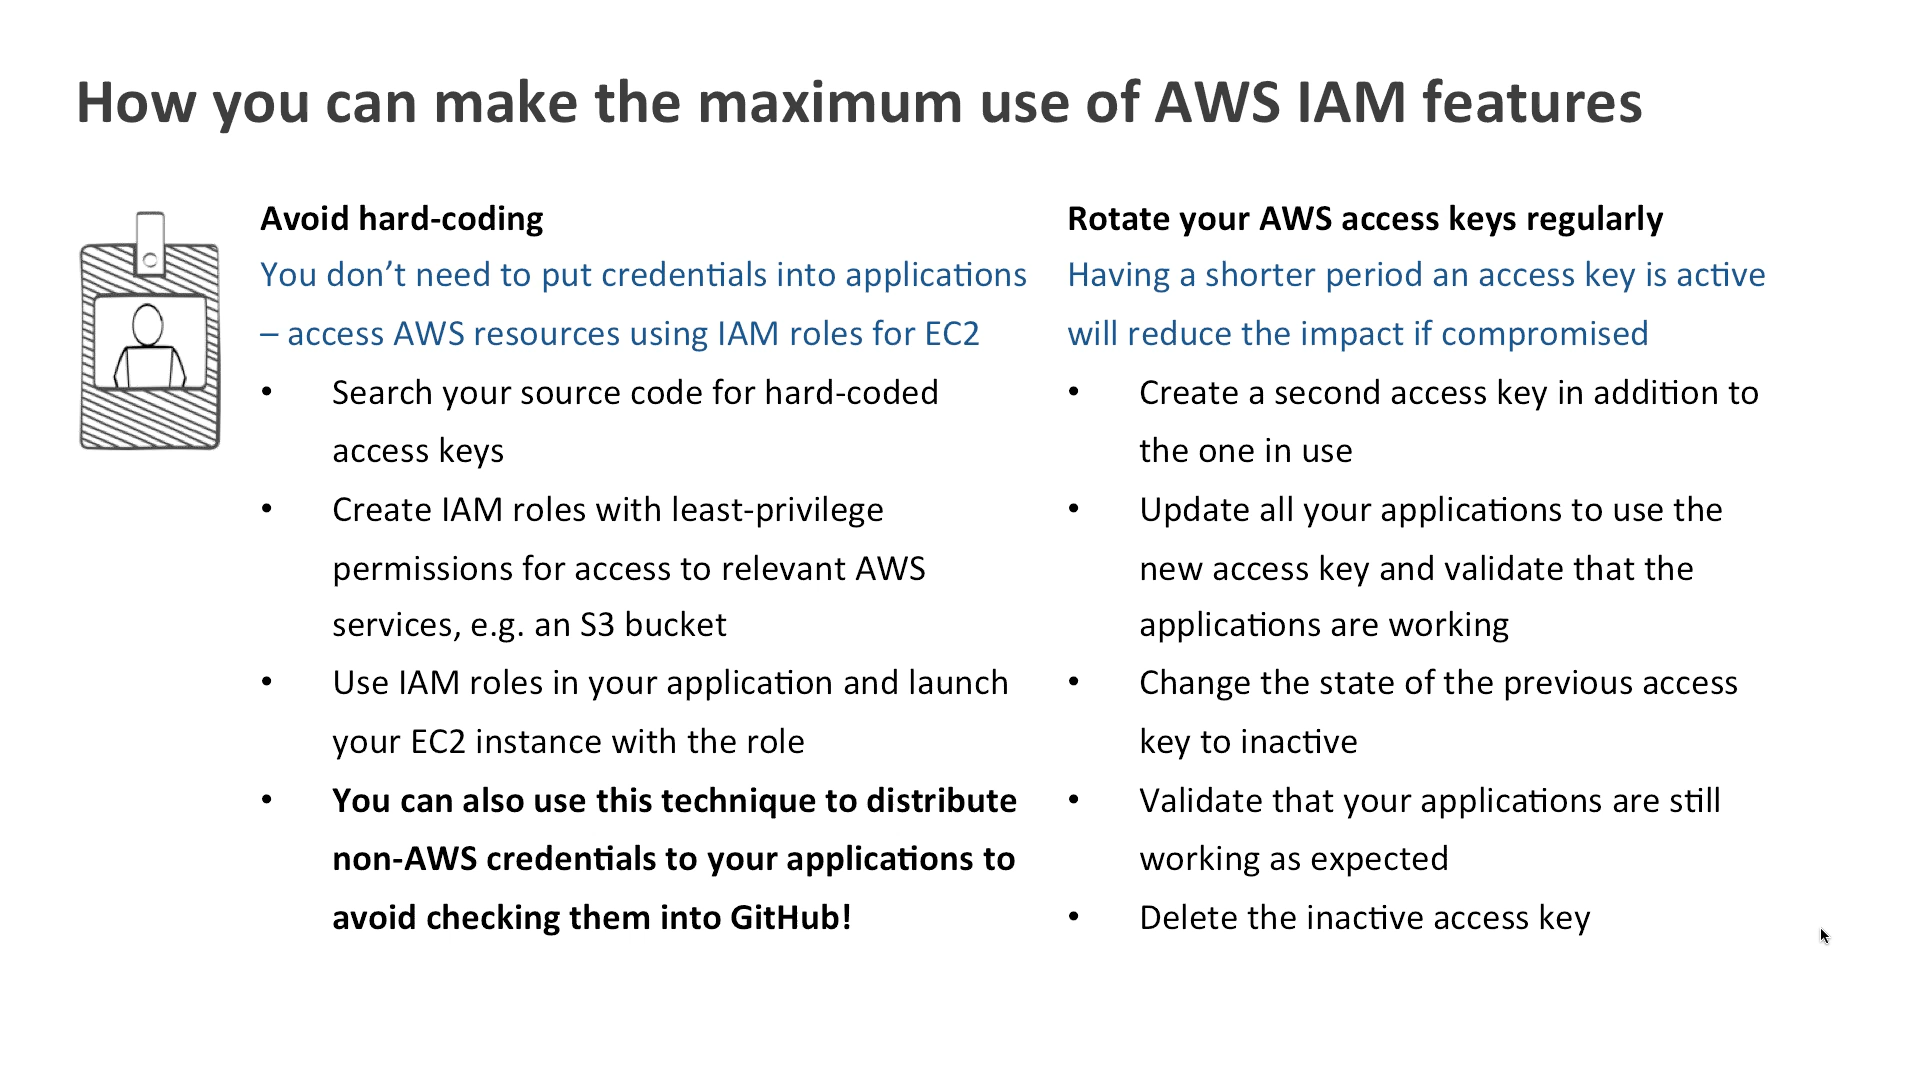 How you can make the maximum use of AWS IAM features
Avoid hard-coding
You don’t need to put credentials into applications
– access AWS resources using IAM roles for EC2
• Search your source code for hard-coded
access keys
• Create IAM roles with least-privilege
permissions for access to relevant AWS
services, e.g. an S3 bucket
• Use IAM roles in your application and launch
your EC2 instance with the role
• You can also use this technique to distribute
non-AWS credentials to your applications to
avoid checking them into GitHub!
Rotate your AWS access keys regularly
Having a shorter period an access key is active
will reduce the impact if compromised
• Create a second access key in addition to
the one in use
• Update all your applications to use the
new access key and validate that the
applications are working
• Change the state of the previous access
key to inactive
• Validate that your applications are still
working as expected
• Delete the inactive access key